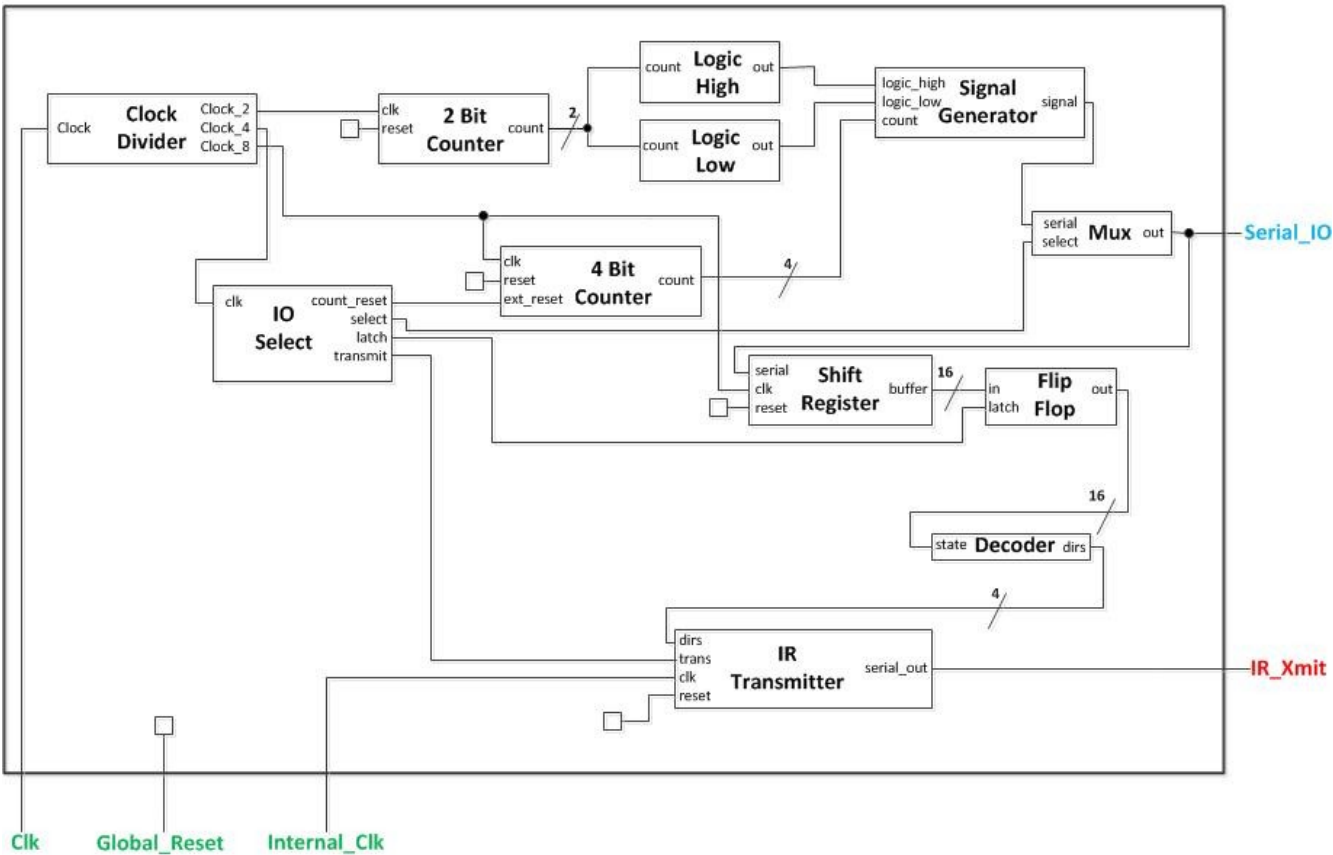 Clock
Clock
Divider
Clock_2
Clock_4
Clock_8
clk
reset
2 Bit
Counter
count
2
count
Logic
High
out
count
Logic
Low
out
logic_high
logic_low
count
Signal
Generator
signal
serial
select
Mux
out
Serial_IO
clk
reset
ext_reset
4 Bit
Counter
count
4
clk
IO
Select
count_reset
select
latch
transmit
serial
clk
reset
Shift
Register
buffer
16
in
latch
Flip
Flop
out
16
state
Decoder
dirs
4
dirs
trans
clk
reset
IR
Transmitter
serial_out
IR_Xmit
Clk
Global_Reset
Internal_Clk